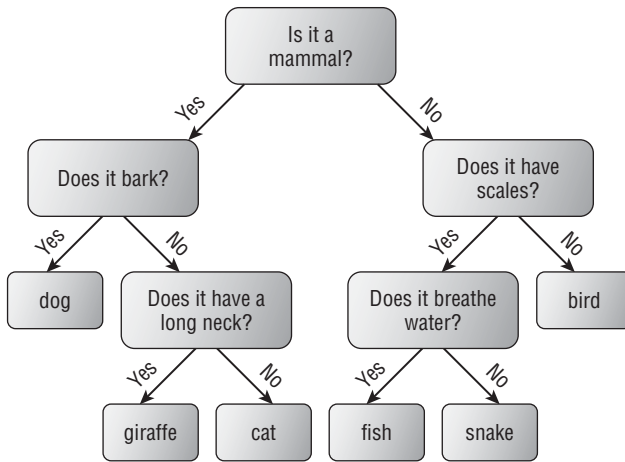 Is it a
mammal?
Yes
No
Does it bark?
Does it have
scales?
Yes
No
Yes
No
dog
Does it have a
long neck?
Does it breathe
water?
bird
Yes
No
Yes
No
giraffe
cat
fish
snake